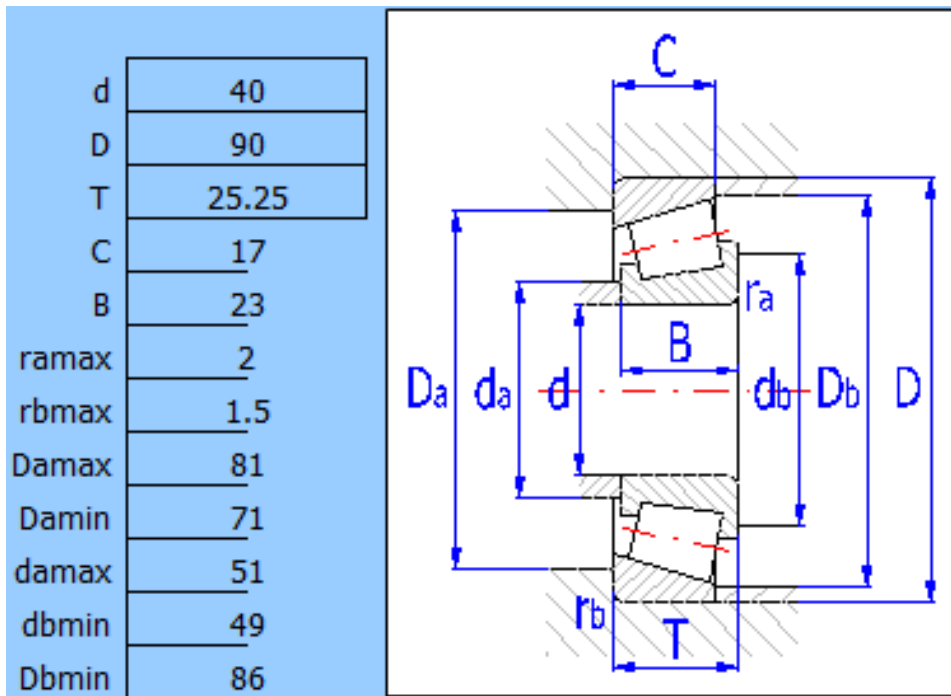 d 40
D 90
T 25.25
C 17
B 23
ramax 2
rbmax 1.5
Damax 81
Damin 71
damax 51
dbmin 49
Dbmin 86
C
ra
B
Da da d db Db D
rb
T